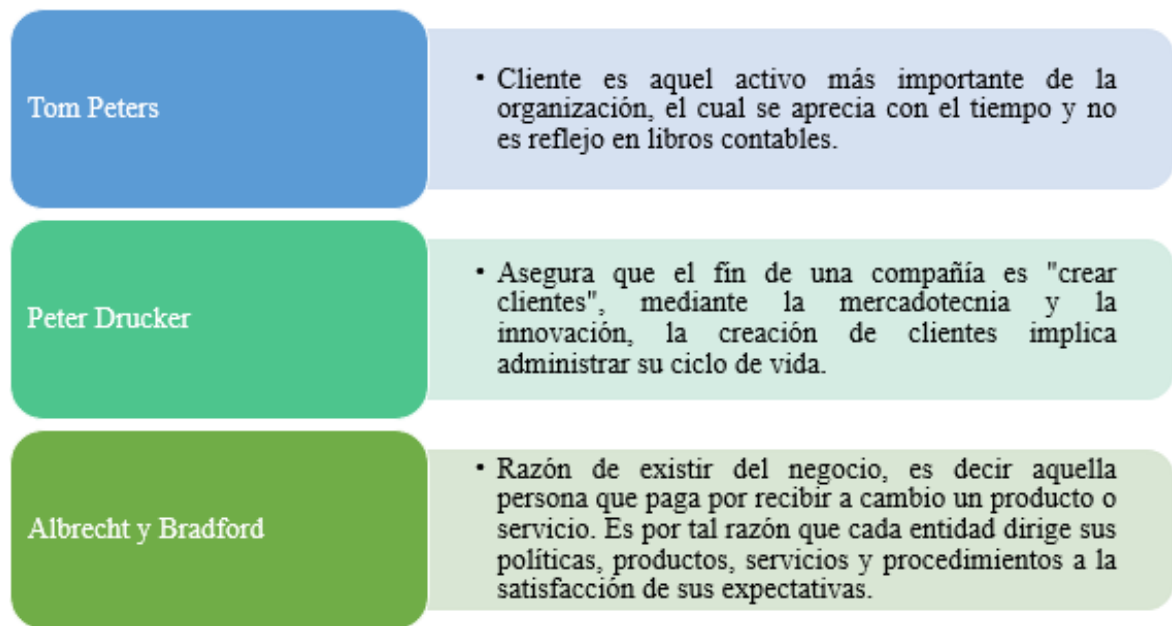 Tom Peters
• Cliente es aquel activo más importante de la
organización, el cual se aprecia con el tiempo y no
es reflejo en libros contables.
Peter Drucker
• Asegura que el fin de una compañía es "crear
clientes", mediante la mercadotecnia y la
innovación, la creación de clientes implica
administrar su ciclo de vida.
Albrecht y Bradford
• Razón de existir del negocio, es decir aquella
persona que paga por recibir a cambio un producto o
servicio. Es por tal razón que cada entidad dirige sus
políticas, productos, servicios y procedimientos a la
satisfacción de sus expectativas.